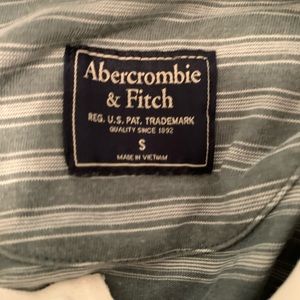 Abercrombie
& Fitch
REG. U.S. PAT. TRADEMARK
QUALITY SINCE 1892
S
MADE IN VIETNAM